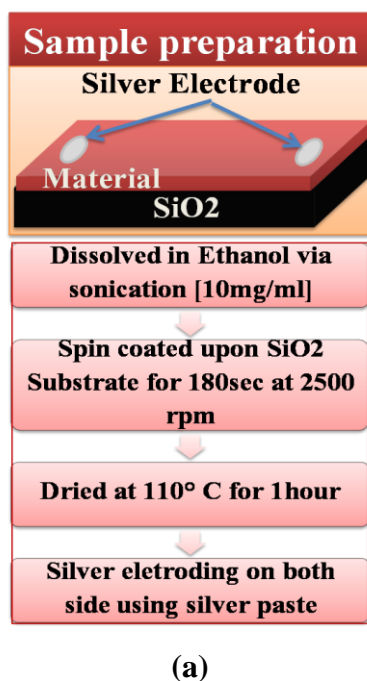 Sample preparation
Silver Electrode
Material
SiO2
Dissolved in Ethanol via
sonication [10mg/ml]
Spin coated upon SiO2
Substrate for 180sec at 2500
rpm
Dried at 110° C for 1hour
Silver eletroding on both
side using silver paste
(a)